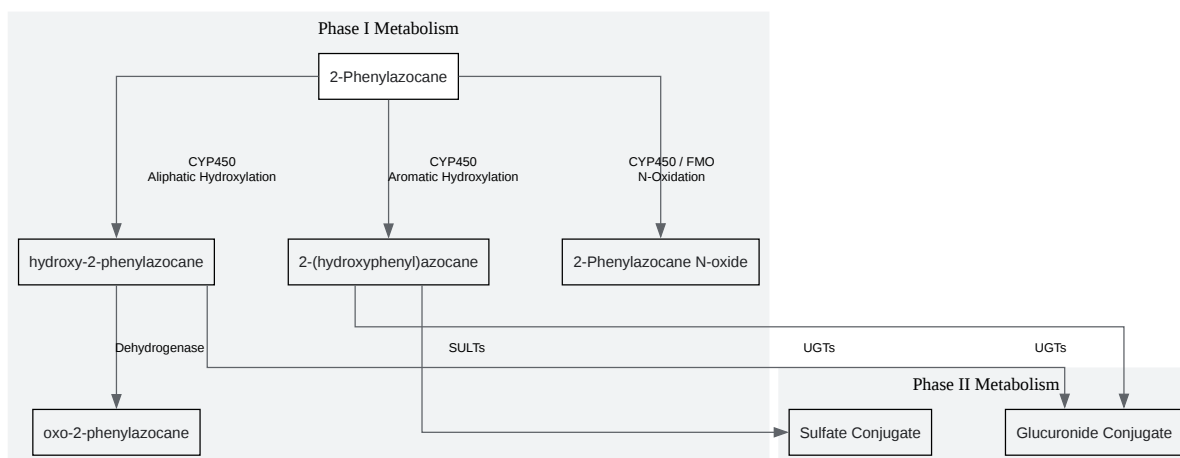 Phase I Metabolism
2-Phenylazocane
CYP450
Aliphatic Hydroxylation
CYP450
Aromatic Hydroxylation
CYP450 / FMO
N-Oxidation
hydroxy-2-phenylazocane
2-(hydroxyphenyl)azocane
2-Phenylazocane N-oxide
Dehydrogenase
SULTs
UGTs
UGTs
Phase II Metabolism
oxo-2-phenylazocane
Sulfate Conjugate
Glucuronide Conjugate